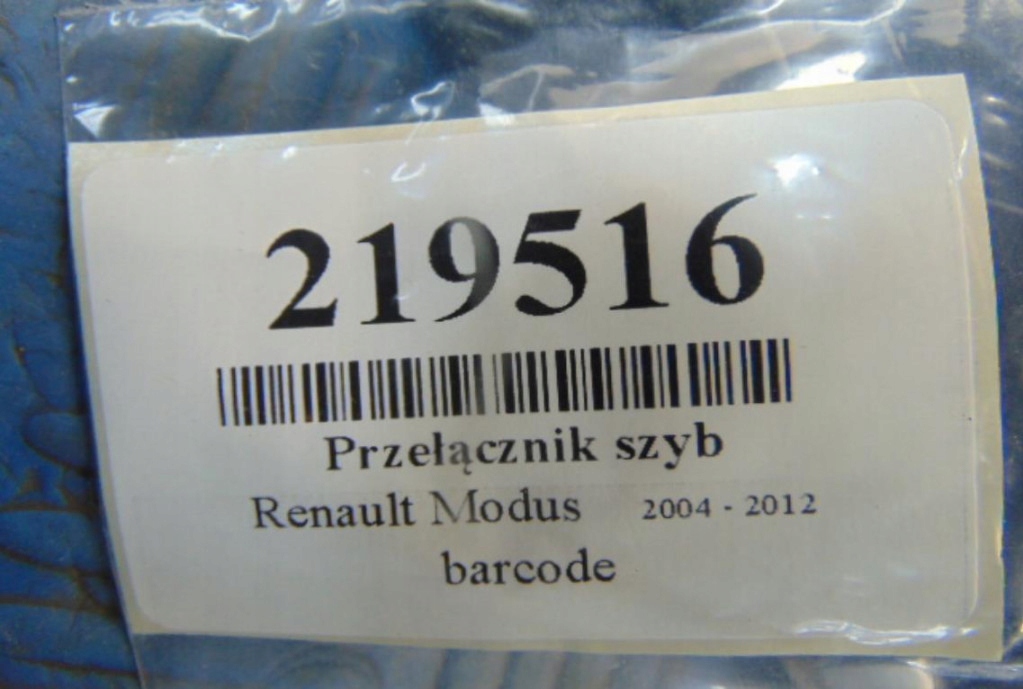 219516
Przełącznik szyb
Renault Modus 2004 - 2012
barcode